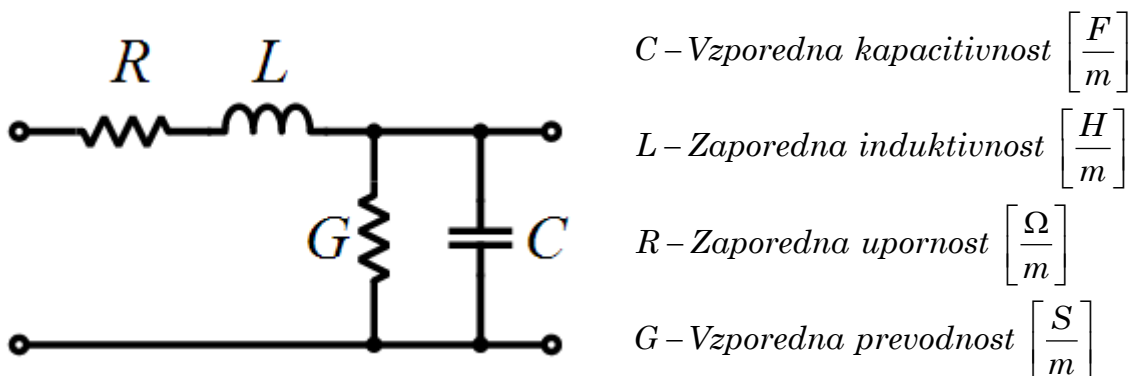 R L
G C
C – Vzporedna kapacitivnost [F/m]
L – Zaporedna induktivnost [H/m]
R – Zaporedna upornost [Ω/m]
G – Vzporedna prevodnost [S/m]